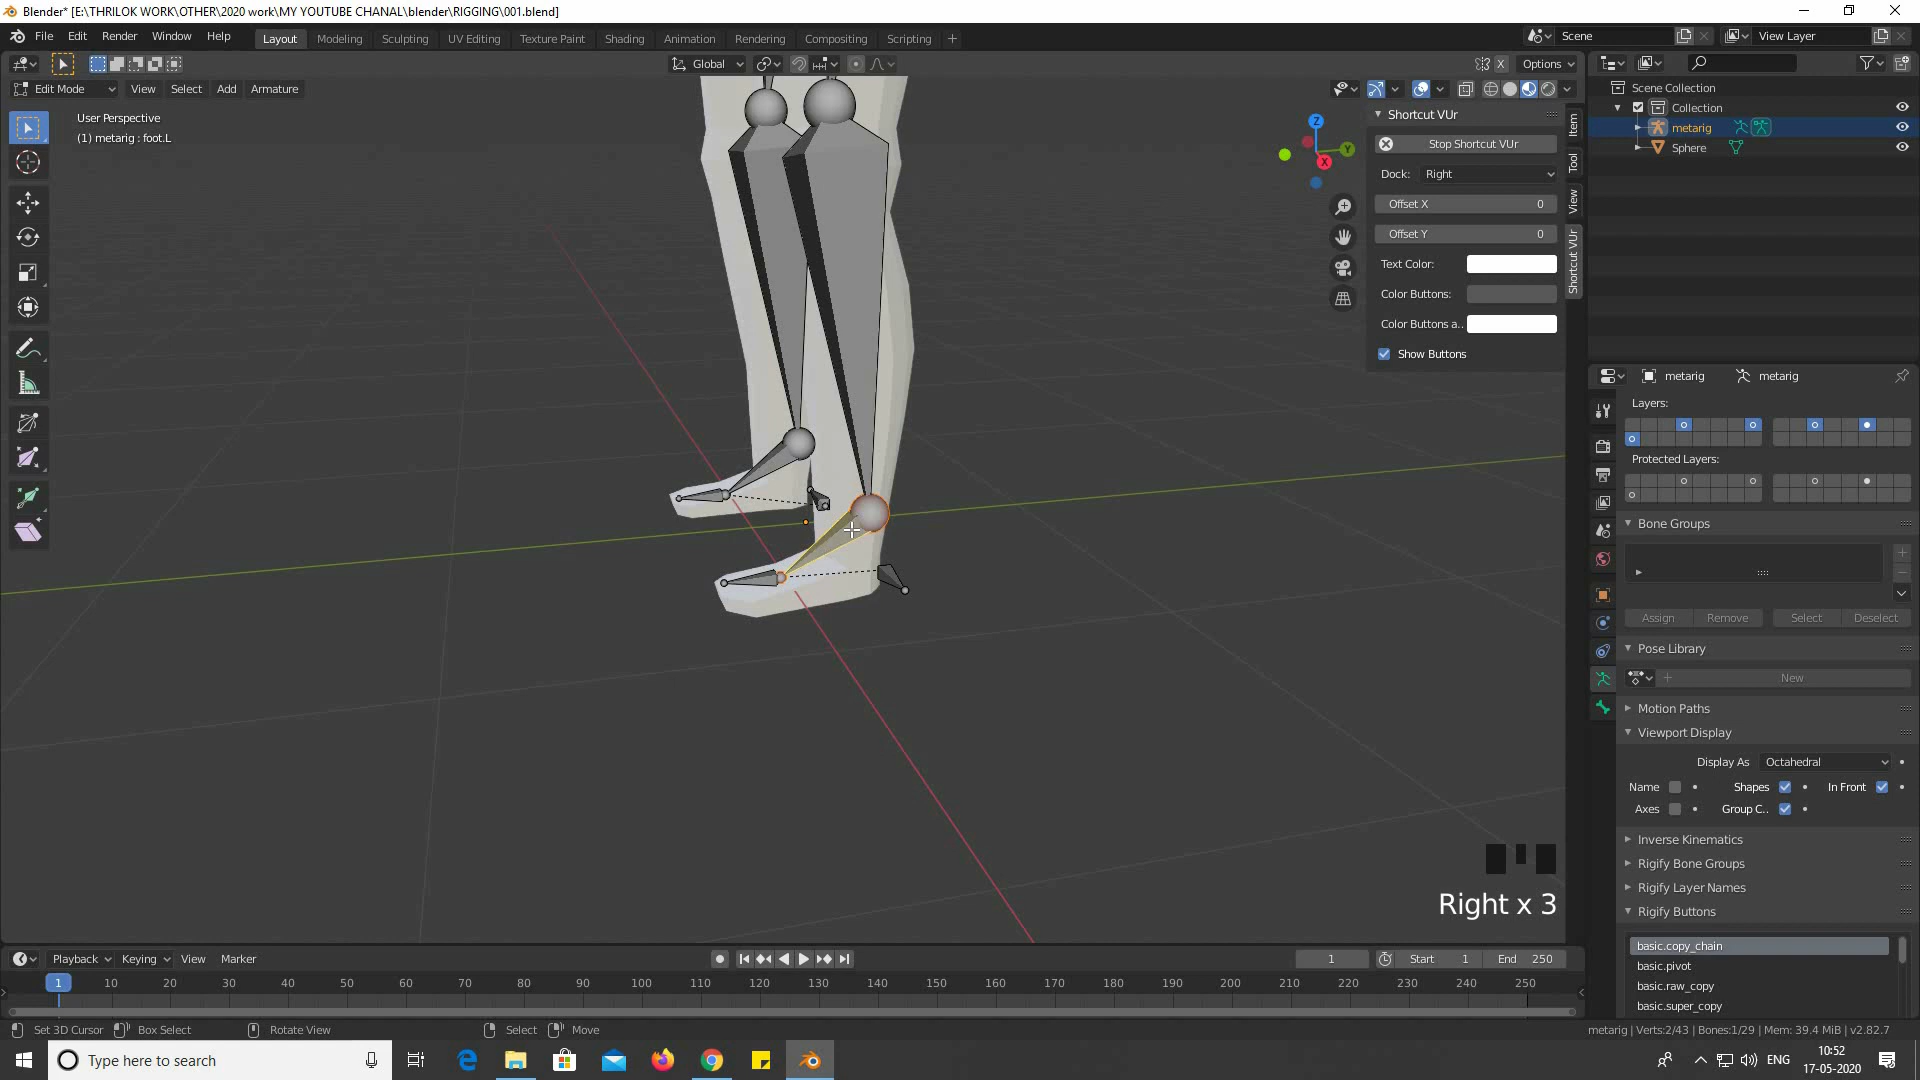 Blender* [E:\THRILOK WORK\OTHER\2020 work\MY YOUTUBE CHANAL\blender\RIGGING\001.blend]
File Edit Render Window Help Layout Modeling Sculpting UV Editing Texture Paint Shading Animation Rendering Compositing Scripting Scene View Layer
Global X Options
Edit Mode View Select Add Armature
User Perspective
(1) metarig : foot.L
Z
Y
X
Shortcut VUr
Stop Shortcut VUr
Dock: Right
Offset X 0
Offset Y 0
Text Color:
Color Buttons:
Color Buttons a..
Show Buttons
Item
Tool
View
Shortcut VUr
Scene Collection
Collection
metarig
Sphere
metarig metarig
Layers:
Protected Layers:
Bone Groups
Assign Remove Select Deselect
Pose Library
New
Motion Paths
Viewport Display
Display As Octahedral
Name Shapes In Front
Axes Group C..
Inverse Kinematics
Rigify Bone Groups
Rigify Layer Names
Rigify Buttons
basic.copy_chain
basic.pivot
basic.raw_copy
basic.super_copy
Right x 3
Playback Keying View Marker 1 Start 1 End 250
1 10 20 30 40 50 60 70 80 90 100 110 120 130 140 150 160 170 180 190 200 210 220 230 240 250
Set 3D Cursor Box Select Rotate View Select Move metarig | Verts:2/43 | Bones:1/29 | Mem: 39.4 MiB | v2.82.7
Type here to search ENG 10:52
17-05-2020